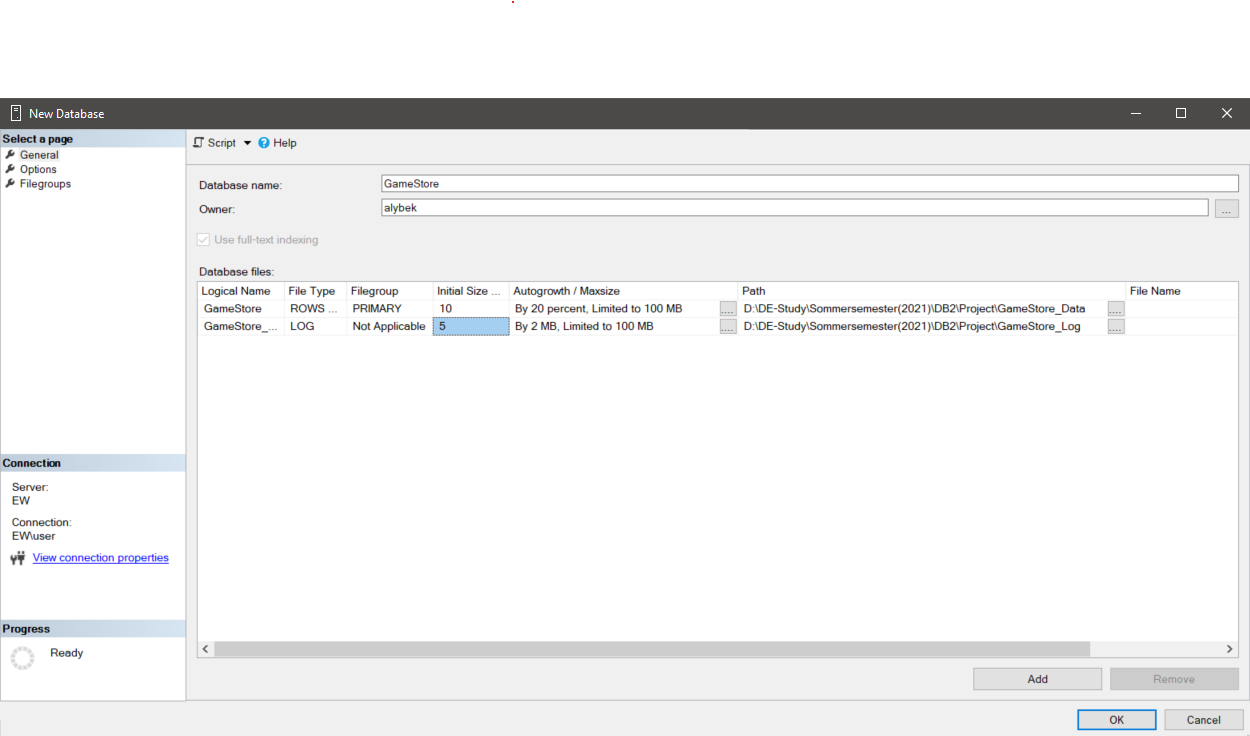 New Database
Select a page
General
Options
Filegroups
Script Help
Database name: GameStore
Owner: alybek ...
Use full-text indexing
Database files:
Logical Name File Type Filegroup Initial Size ... Autogrowth / Maxsize Path File Name
GameStore ROWS ... PRIMARY 10 By 20 percent, Limited to 100 MB .... D:\DE-Study\Sommersemester(2021)\DB2\Project\GameStore_Data ....
GameStore_... LOG Not Applicable 5 By 2 MB, Limited to 100 MB .... D:\DE-Study\Sommersemester(2021)\DB2\Project\GameStore_Log ....
Connection
Server:
EW
Connection:
EW\user
View connection properties
Progress
Ready
Add Remove
OK Cancel